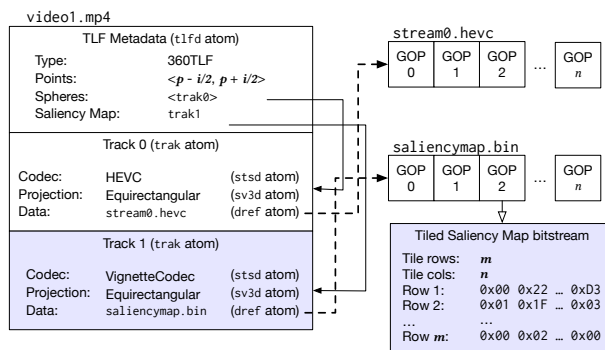 video1.mp4
TLF Metadata (tlfd atom)
Type: 360TLF
Points: <p - i/2, p + i/2>
Spheres: <trak0>
Saliency Map: trak1
Track 0 (trak atom)
Codec: HEVC (stsd atom)
Projection: Equirectangular (sv3d atom)
Data: stream0.hevc (dref atom)
Track 1 (trak atom)
Codec: VignetteCodec (stsd atom)
Projection: Equirectangular (sv3d atom)
Data: saliencymap.bin (dref atom)
stream0.hevc
GOP GOP GOP ... GOP
0 1 2 n
saliencymap.bin
GOP GOP GOP ... GOP
0 1 2 n
Tiled Saliency Map bitstream
Tile rows: m
Tile cols: n
Row 1: 0x00 0x22 … 0xD3
Row 2: 0x01 0x1F … 0x03
... ...
Row m: 0x00 0x02 … 0x00